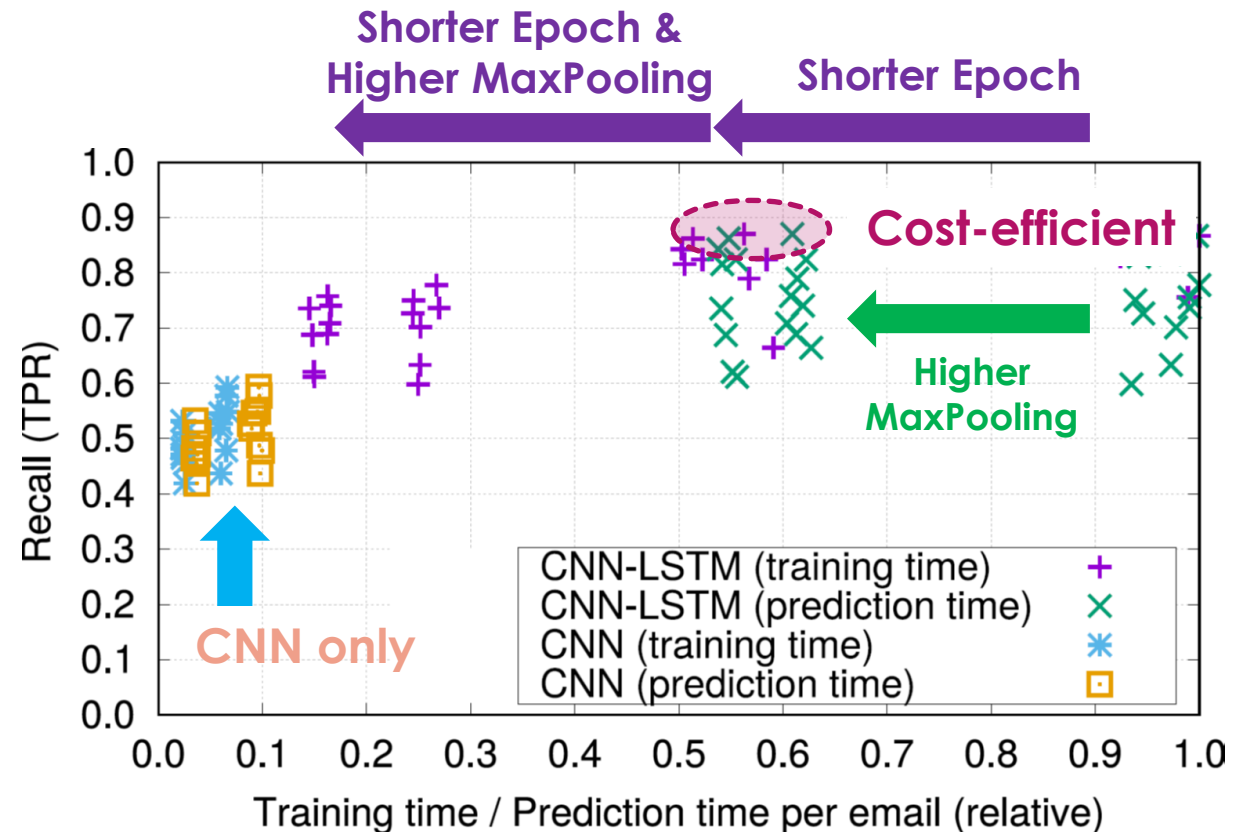 Shorter Epoch &
Higher MaxPooling
Shorter Epoch
1.0
0.9
0.8
0.7
0.6
0.5
0.4
0.3
0.2
0.1
0.0
Recall (TPR)
Cost-efficient
Higher
MaxPooling
CNN only
CNN-LSTM (training time)
CNN-LSTM (prediction time)
CNN (training time)
CNN (prediction time)
0.0 0.1 0.2 0.3 0.4 0.5 0.6 0.7 0.8 0.9 1.0
Training time / Prediction time per email (relative)